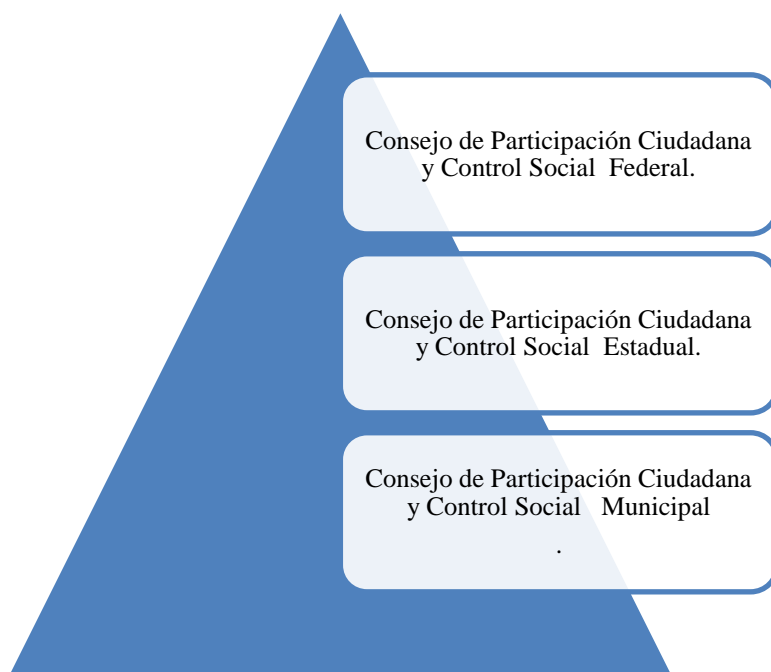 Consejo de Participación Ciudadana
y Control Social Federal.
Consejo de Participación Ciudadana
y Control Social Estadual.
Consejo de Participación Ciudadana
y Control Social Municipal
.